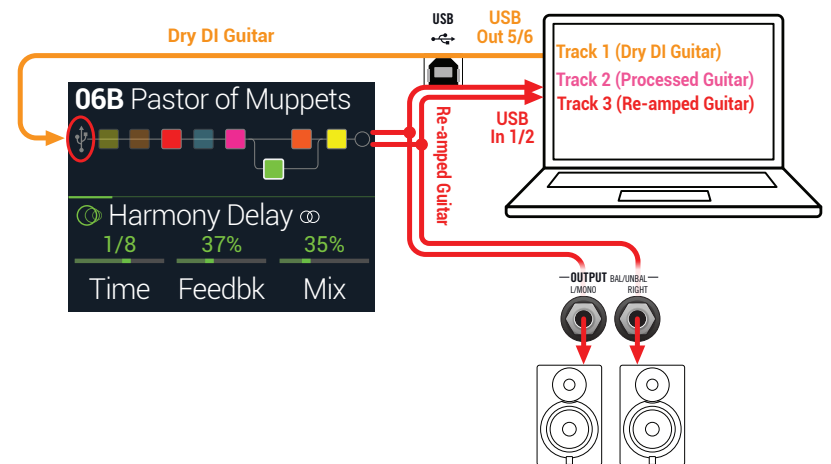 USB
USB
Out 5/6
Dry DI Guitar
Track 1 (Dry DI Guitar)
Track 2 (Processed Guitar)
Track 3 (Re-amped Guitar)
06B Pastor of Muppets
USB
In 1/2
Re-amped Guitar
Harmony Delay
1/8 37% 35%
Time Feedbk Mix
OUTPUT BAL/UNBAL
L/MONO RIGHT